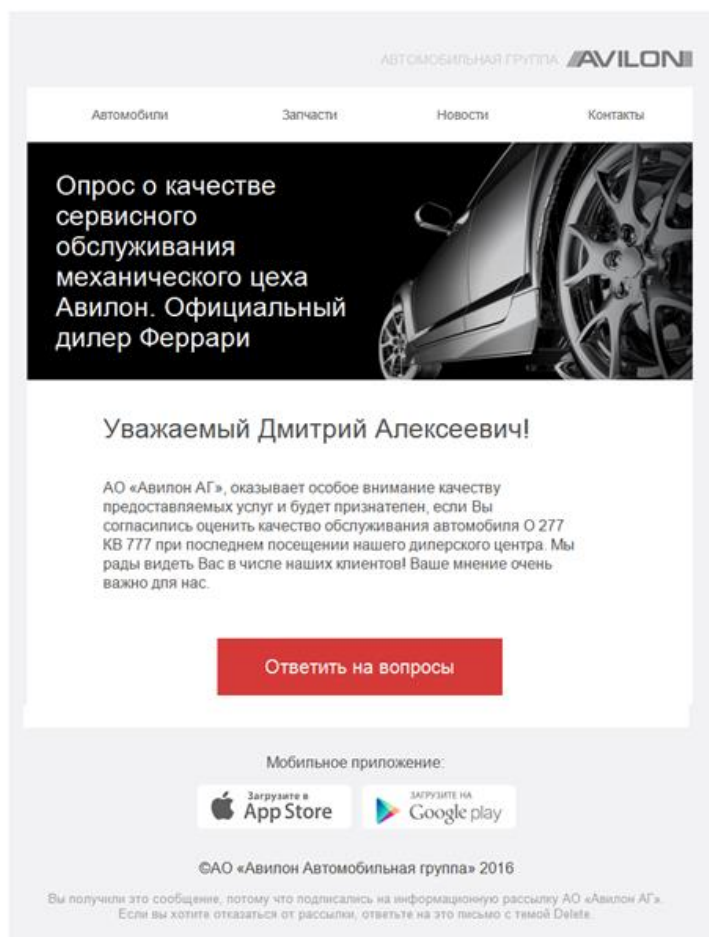 АВТОМОБИЛЬНАЯ ГРУППА AVILON
Автомобили Запчасти Новости Контакты
Опрос о качестве
сервисного
обслуживания
механического цеха
Авилон. Официальный
дилер Феррари
Уважаемый Дмитрий Алексеевич!
АО «Авилон АГ», оказывает особое внимание качеству
предоставляемых услуг и будет признателен, если Вы
согласились оценить качество обслуживания автомобиля О 277
КВ 777 при последнем посещении нашего дилерского центра. Мы
рады видеть Вас в числе наших клиентов! Ваше мнение очень
важно для нас.
Ответить на вопросы
Мобильное приложение:
Загрузите в
App Store
ЗАГРУЗИТЕ НА
Google play
©АО «Авилон Автомобильная группа» 2016
Вы получили это сообщение, потому что подписались на информационную рассылку АО «Авилон АГ».
Если вы хотите отказаться от рассылки, ответьте на это письмо с темой Delete.